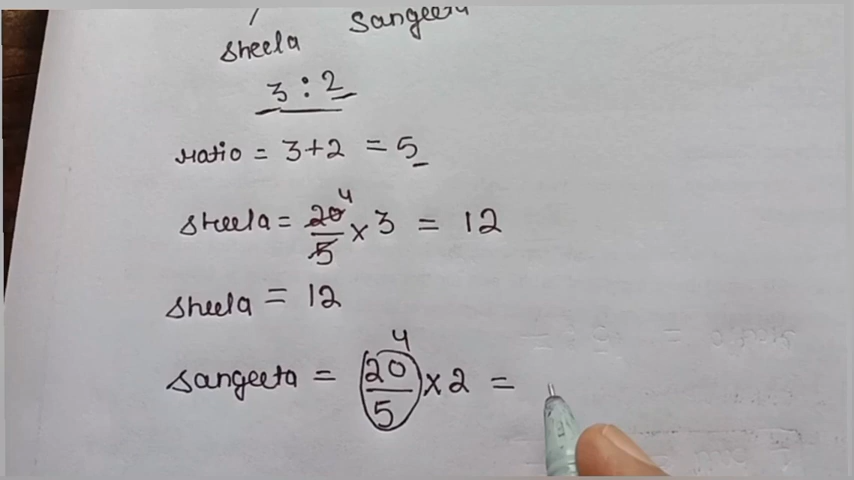 Sheela Sangeeta
3 : 2
ratio = 3+2 = 5
Sheela = 20/5 4 × 3 = 12
Sheela = 12
Sangeeta = 20/5 4 × 2 =